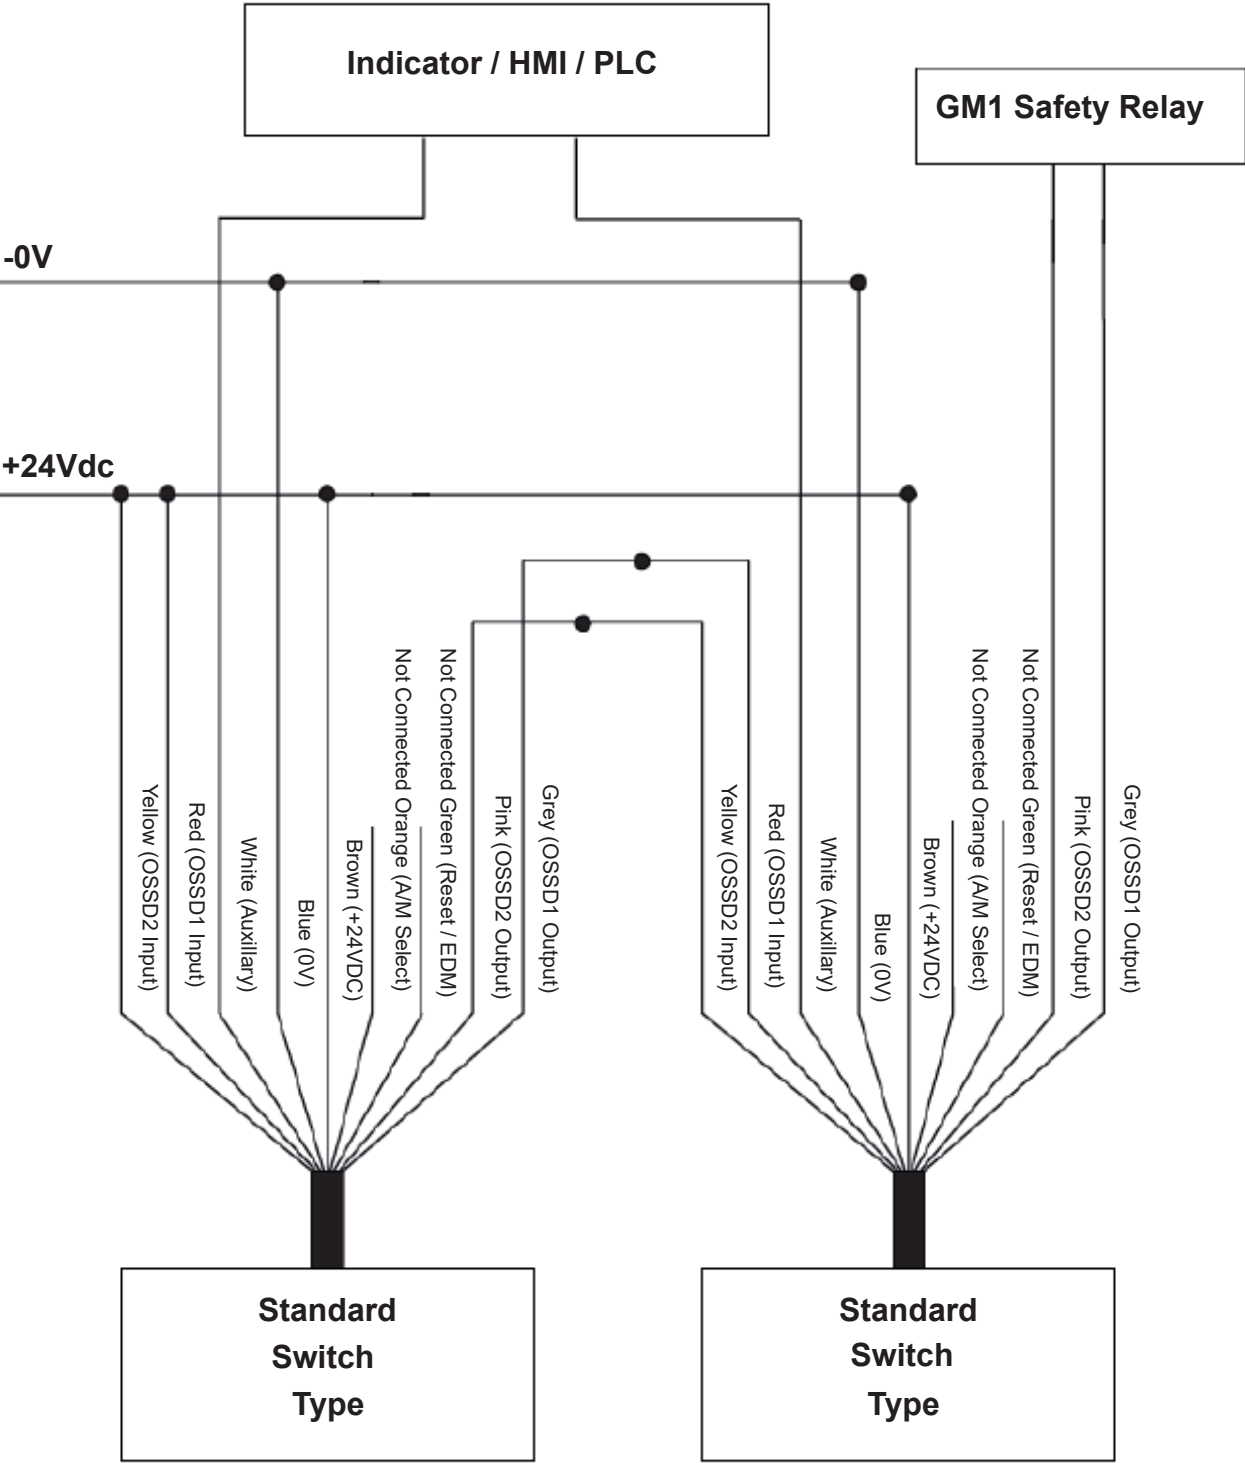 Indicator / HMI / PLC
GM1 Safety Relay
-0V
+24Vdc
Yellow (OSSD2 Input)
Red (OSSD1 Input)
White (Auxillary)
Blue (0V)
Brown (+24VDC)
Not Connected Orange (A/M Select)
Not Connected Green (Reset / EDM)
Pink (OSSD2 Output)
Grey (OSSD1 Output)
Yellow (OSSD2 Input)
Red (OSSD1 Input)
White (Auxillary)
Blue (0V)
Brown (+24VDC)
Not Connected Orange (A/M Select)
Not Connected Green (Reset / EDM)
Pink (OSSD2 Output)
Grey (OSSD1 Output)
Standard
Switch
Type
Standard
Switch
Type